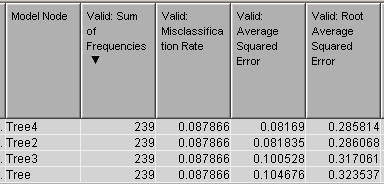 Model Node
Valid: Sum
of
Frequencies
▼
Valid:
Misclassifica
tion Rate
Valid:
Average
Squared
Error
Valid: Root
Average
Squared
Error
. Tree4 239 0.087866 0.08169 0.285814
. Tree2 239 0.087866 0.081835 0.286068
. Tree3 239 0.087866 0.100528 0.317061
. Tree 239 0.087866 0.104676 0.323537